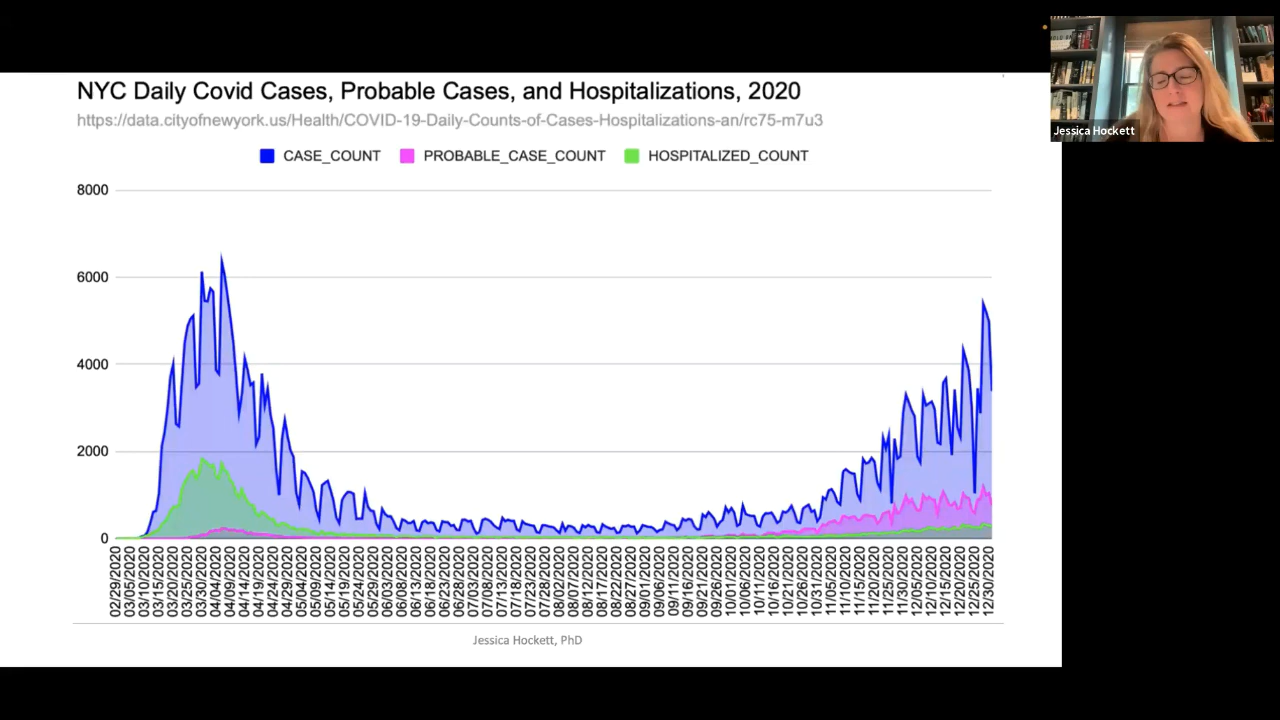 NYC Daily Covid Cases, Probable Cases, and Hospitalizations, 2020
https://data.cityofnewyork.us/Health/COVID-19-Daily-Counts-of-Cases-Hospitalizations-an/rc75-m7u3
CASE_COUNT PROBABLE_CASE_COUNT HOSPITALIZED_COUNT
Jessica Hockett
8000
6000
4000
2000
0
02/29/2020 03/05/2020 03/10/2020 03/15/2020 03/20/2020 03/25/2020 03/30/2020 04/04/2020 04/09/2020 04/14/2020 04/19/2020 04/24/2020 04/29/2020 05/04/2020 05/09/2020 05/14/2020 05/19/2020 05/24/2020 05/29/2020 06/03/2020 06/08/2020 06/13/2020 06/18/2020 06/23/2020 06/28/2020 07/03/2020 07/08/2020 07/13/2020 07/18/2020 07/23/2020 07/28/2020 08/02/2020 08/07/2020 08/12/2020 08/17/2020 08/22/2020 08/27/2020 09/01/2020 09/06/2020 09/11/2020 09/16/2020 09/21/2020 09/26/2020 10/01/2020 10/06/2020 10/11/2020 10/16/2020 10/21/2020 10/26/2020 10/31/2020 11/05/2020 11/10/2020 11/15/2020 11/20/2020 11/25/2020 11/30/2020 12/05/2020 12/10/2020 12/15/2020 12/20/2020 12/25/2020 12/30/2020
Jessica Hockett, PhD